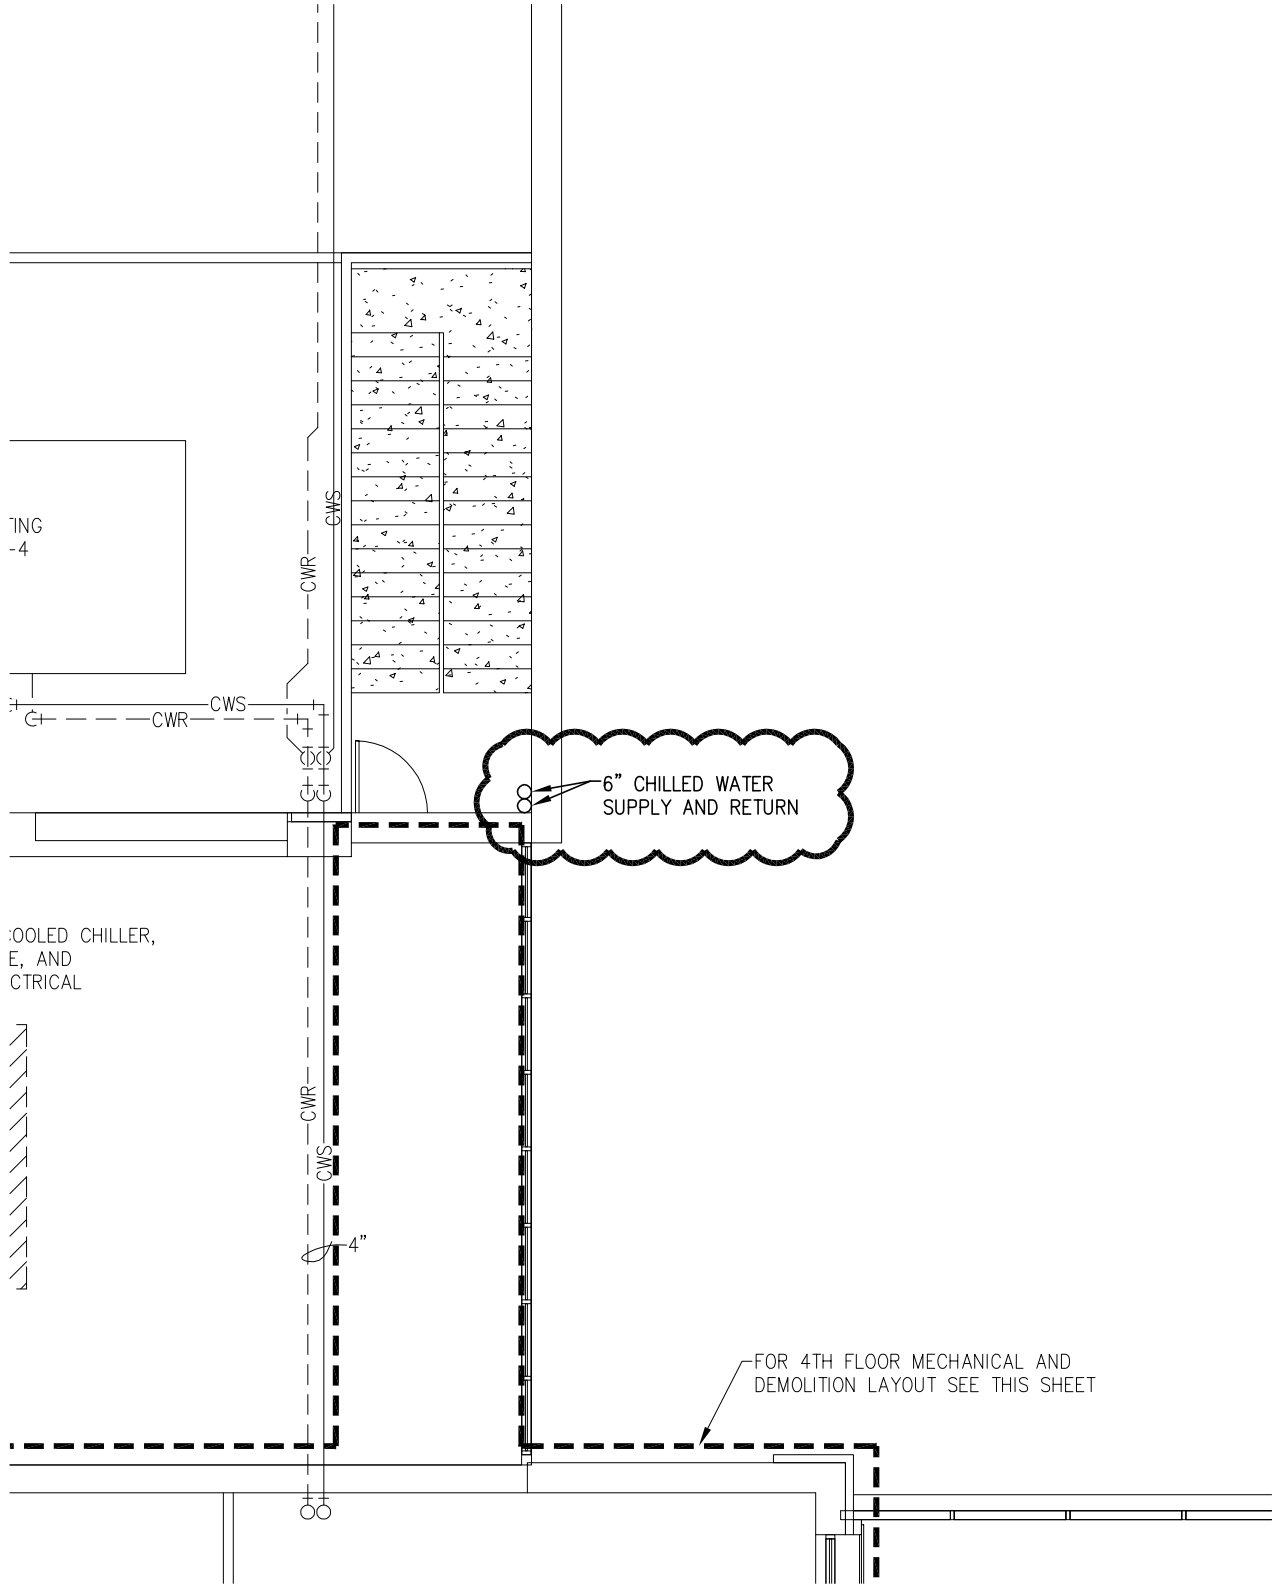 CWS
TING
-4
CWR
CWS
CWR
6" CHILLED WATER
SUPPLY AND RETURN
COOLED CHILLER,
E, AND
CTRICAL
CWR
CWS
4"
FOR 4TH FLOOR MECHANICAL AND
DEMOLITION LAYOUT SEE THIS SHEET